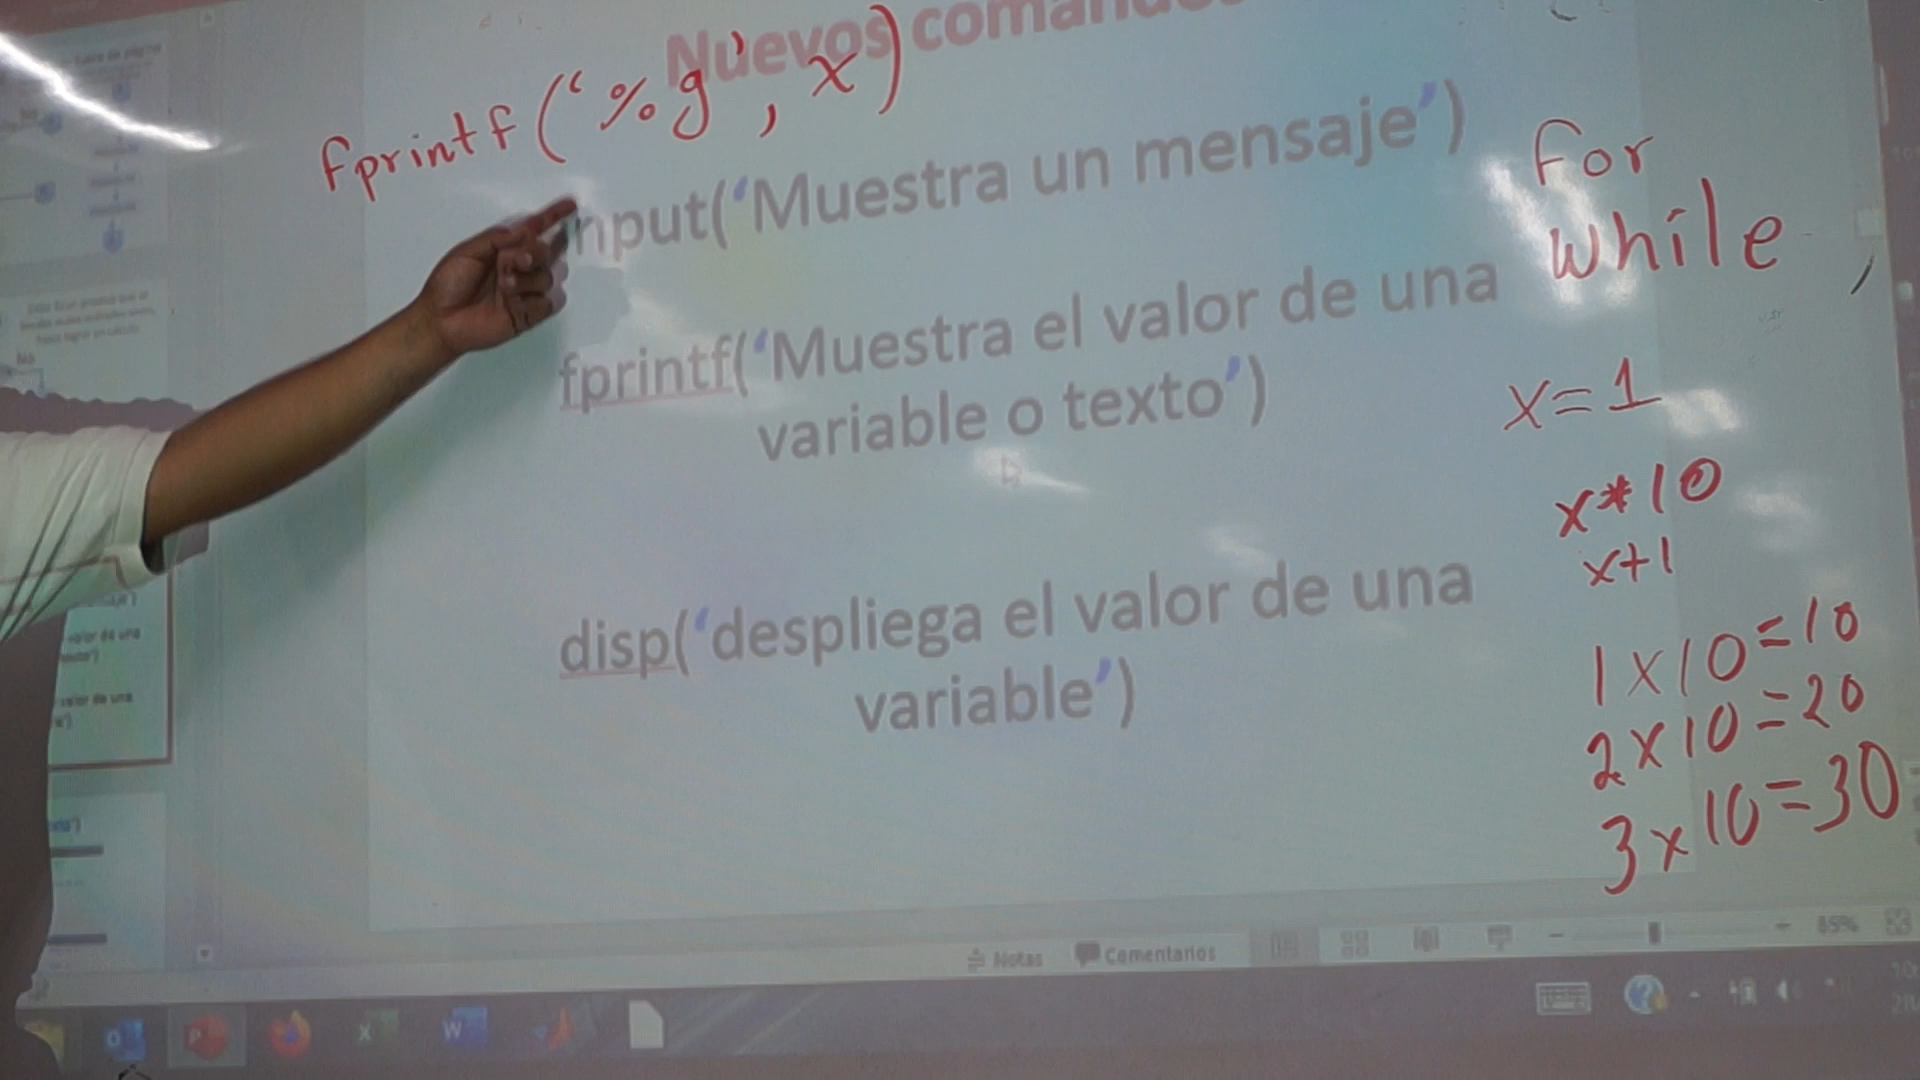 Nuevos
fprintf('%g', x)
input('Muestra un mensaje')
fprintf('Muestra el valor de una
variable o texto')
disp('despliega el valor de una
variable')
For
while,
x=1
x*10
x+1
1x10=10
2x10=20
3x10=30
Notas
Comentarios
85%